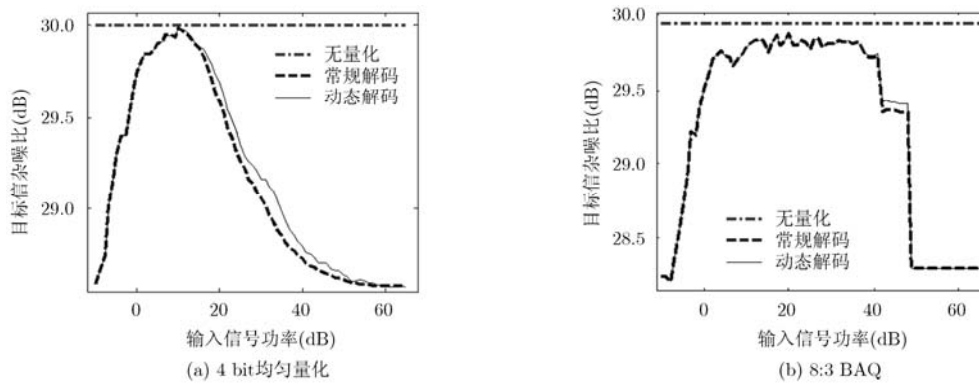 30.0
29.5
29.0
目标信杂噪比(dB)
无量化
常规解码
动态解码
0
20
40
60
输入信号功率(dB)
(a) 4 bit均匀量化
30.0
29.5
29.0
28.5
目标信杂噪比(dB)
无量化
常规解码
动态解码
0
20
40
60
输入信号功率(dB)
(b) 8:3 BAQ